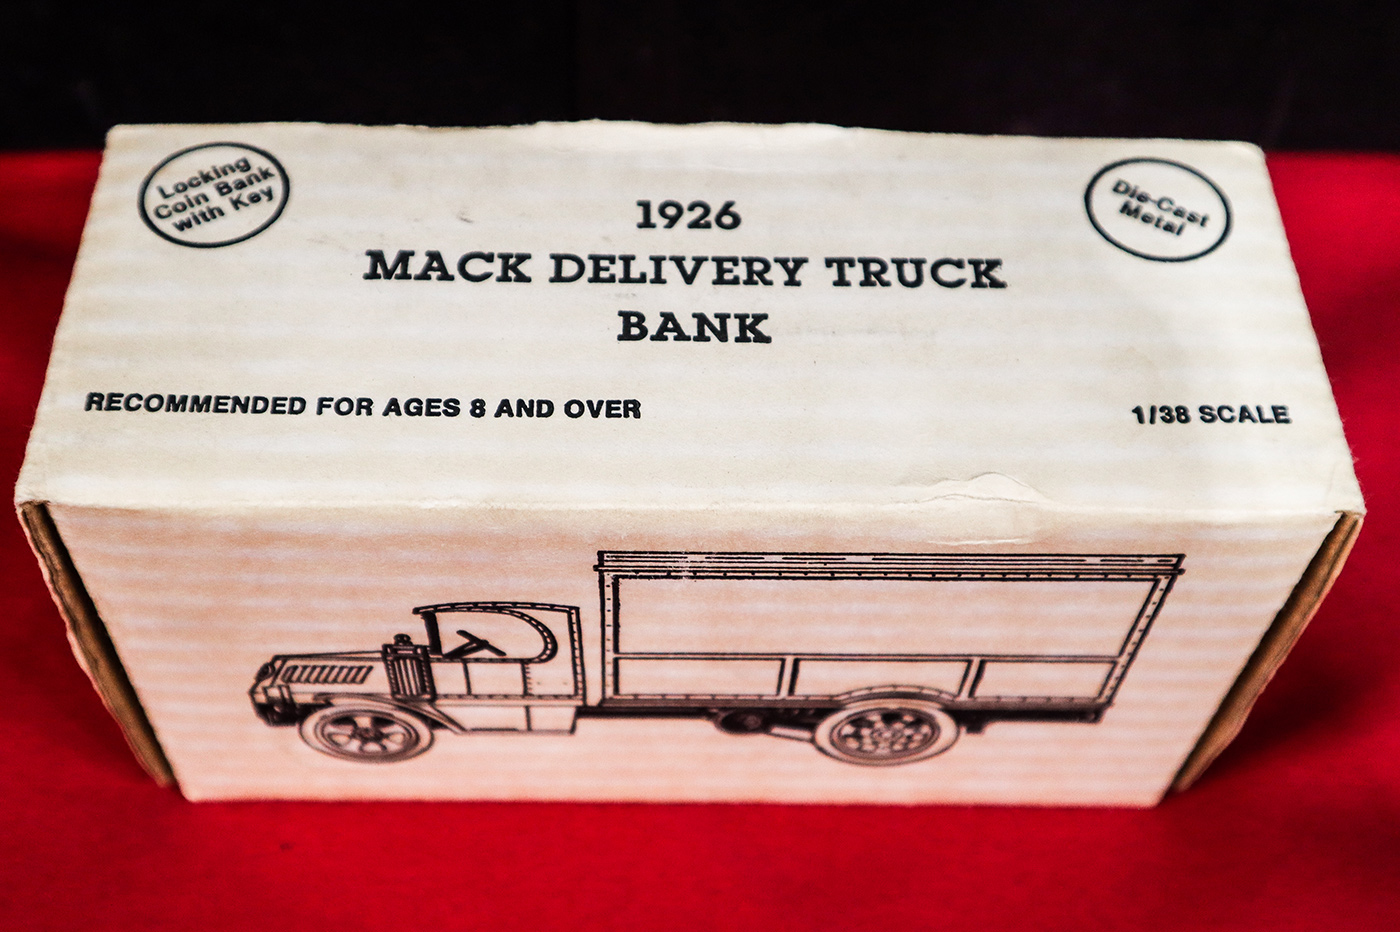 Locking
Coin Bank
with Key
Die-Cast
Metal
1926
MACK DELIVERY TRUCK
BANK
RECOMMENDED FOR AGES 8 AND OVER
1/38 SCALE